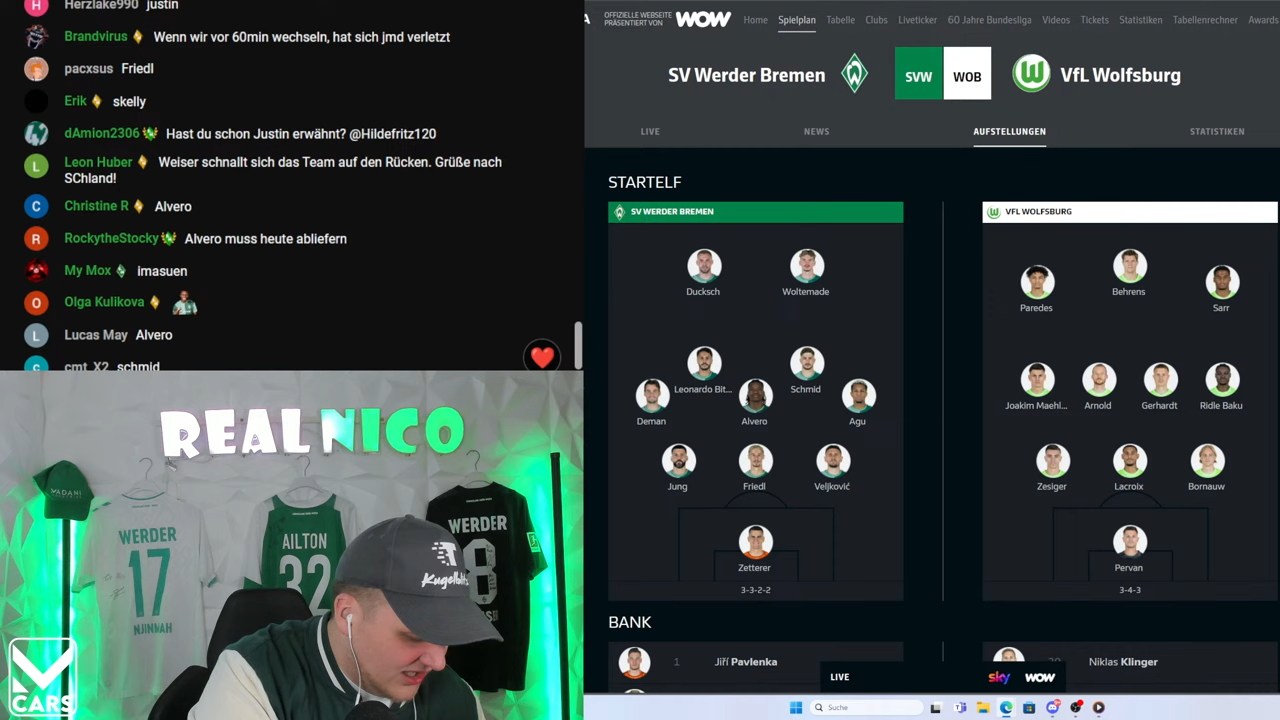 Herzlake990 justin
Brandvirus Wenn wir vor 60min wechseln, hat sich jmd verletzt
pacxsus Friedl
Erik skelly
dAmion2306 Hast du schon Justin erwähnt? @Hildefritz120
Leon Huber Weiser schnallt sich das Team auf den Rücken. Grüße nach
SChland!
Christine R Alvero
RockytheStocky Alvero muss heute abliefern
My Mox imasuen
Olga Kulikova
Lucas May Alvero
cmt_X2 schmid
REALNICO
VADANI
WERDER
17
NJINMAH
AILTON
32
WERDER
8
Kugelblitz
CARS
OFFIZIELLE WEBSEITE
PRÄSENTIERT VON
WOW
Home Spielplan Tabelle Clubs Liveticker 60 Jahre Bundesliga Videos Tickets Statistiken Tabellenrechner Awards
SV Werder Bremen SVW WOB VfL Wolfsburg
LIVE NEWS AUFSTELLUNGEN STATISTIKEN
STARTELF
SV WERDER BREMEN
Ducksch Woltemade
Leonardo Bit... Schmid
Deman Alvero Agu
Jung Friedl Veljković
Zetterer
3-3-2-2
VFL WOLFSBURG
Paredes Behrens Sarr
Joakim Maehl... Arnold Gerhardt Ridle Baku
Zesiger Lacroix Bornauw
Pervan
3-4-3
BANK
1 Jiří Pavlenka
Niklas Klinger
LIVE sky WOW
Suche